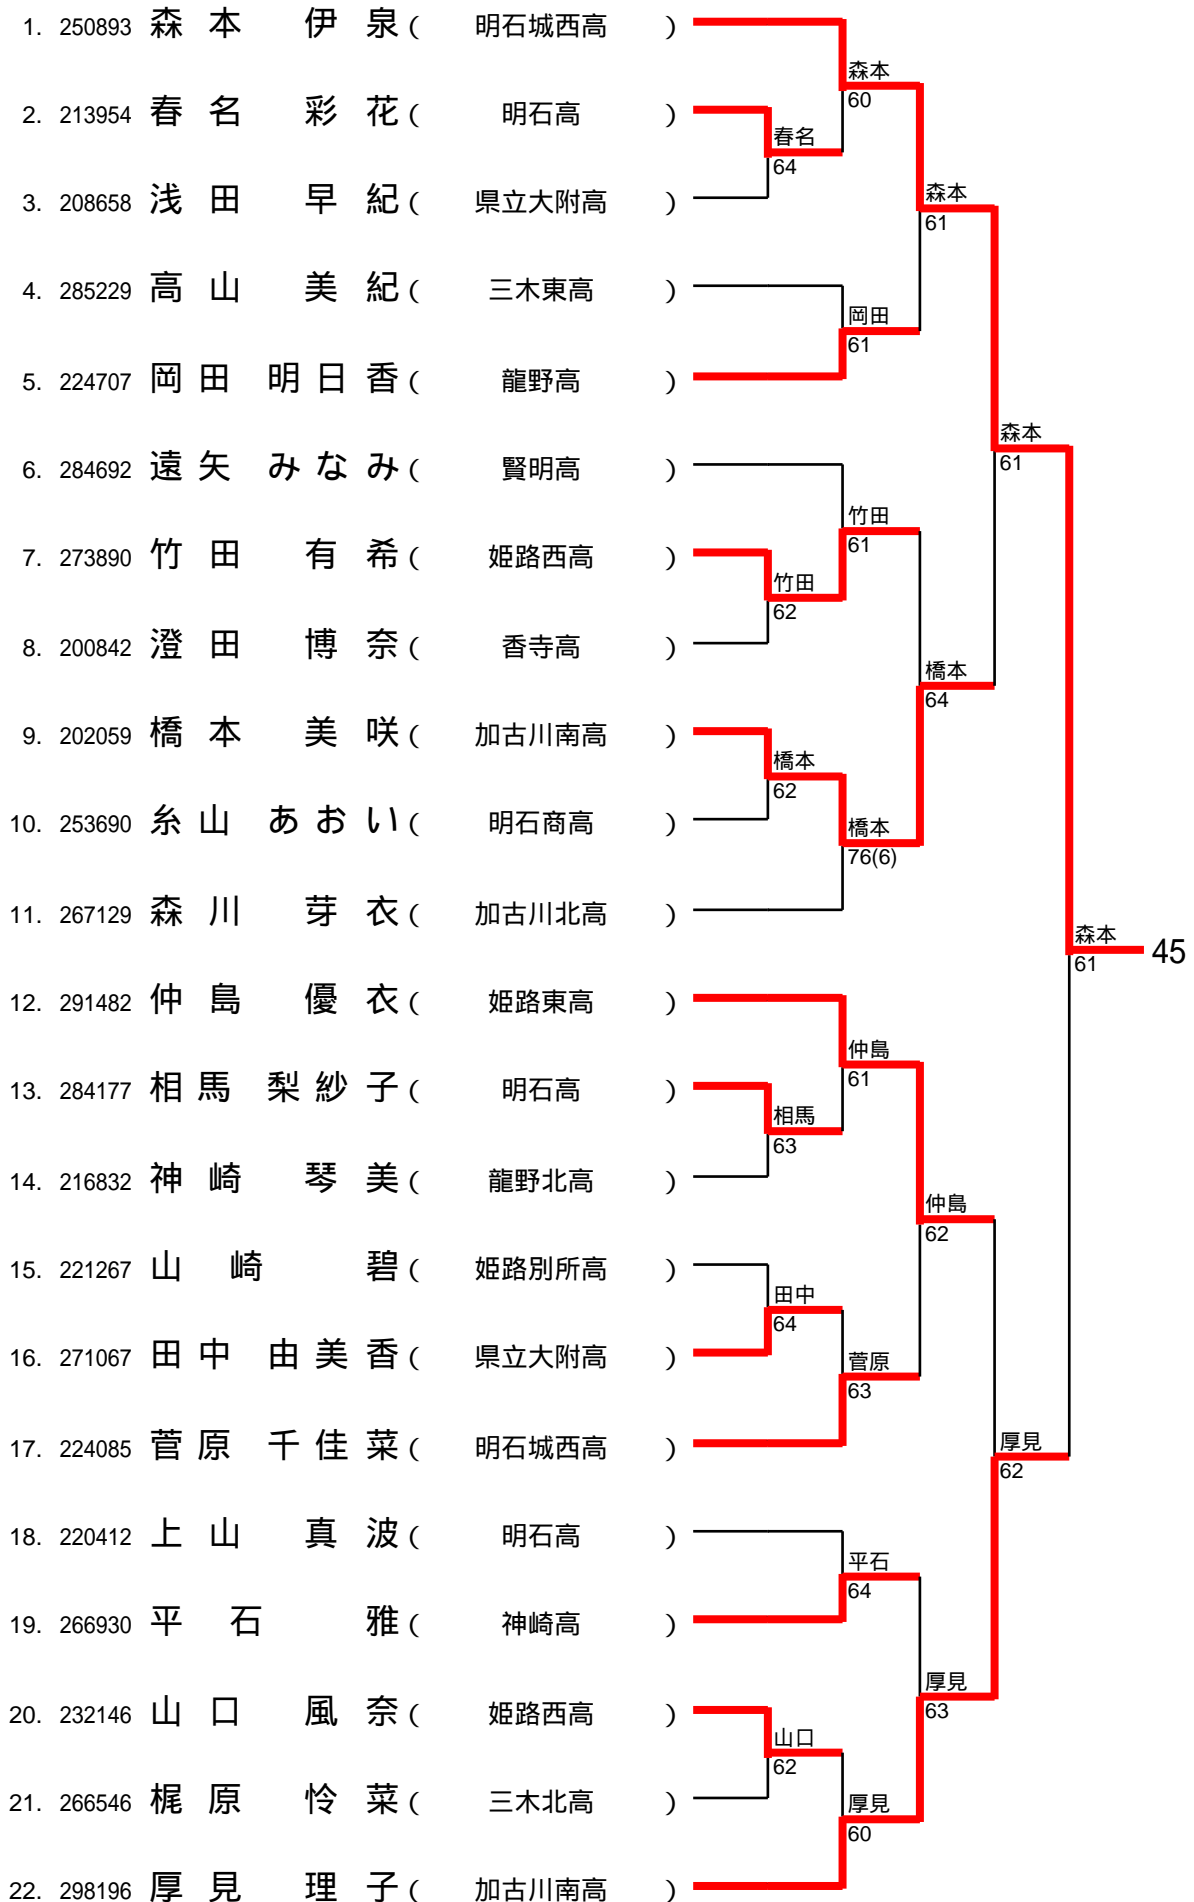 1. 250893 森本 伊泉 ( 明石城西高 )
森本
60
2. 213954 春名 彩花 ( 明石高 )
春名
64
3. 208658 浅田 早紀 ( 県立大附高 )
森本
61
4. 285229 高山 美紀 ( 三木東高 )
岡田
61
5. 224707 岡田 明日香 ( 龍野高 )
森本
61
6. 284692 遠矢 みなみ ( 賢明高 )
竹田
61
7. 273890 竹田 有希 ( 姫路西高 )
竹田
62
8. 200842 澄田 博奈 ( 香寺高 )
橋本
64
9. 202059 橋本 美咲 ( 加古川南高 )
橋本
62
10. 253690 糸山 あおい ( 明石商高 )
橋本
76(6)
11. 267129 森川 芽衣 ( 加古川北高 )
森本
61
45
12. 291482 仲島 優衣 ( 姫路東高 )
仲島
61
13. 284177 相馬 梨紗子 ( 明石高 )
相馬
63
14. 216832 神崎 琴美 ( 龍野北高 )
仲島
62
15. 221267 山崎 碧 ( 姫路別所高 )
田中
64
16. 271067 田中 由美香 ( 県立大附高 )
菅原
63
17. 224085 菅原 千佳菜 ( 明石城西高 )
厚見
62
18. 220412 上山 真波 ( 明石高 )
平石
64
19. 266930 平石 雅 ( 神崎高 )
厚見
63
20. 232146 山口 風奈 ( 姫路西高 )
山口
62
21. 266546 梶原 怜菜 ( 三木北高 )
厚見
60
22. 298196 厚見 理子 ( 加古川南高 )